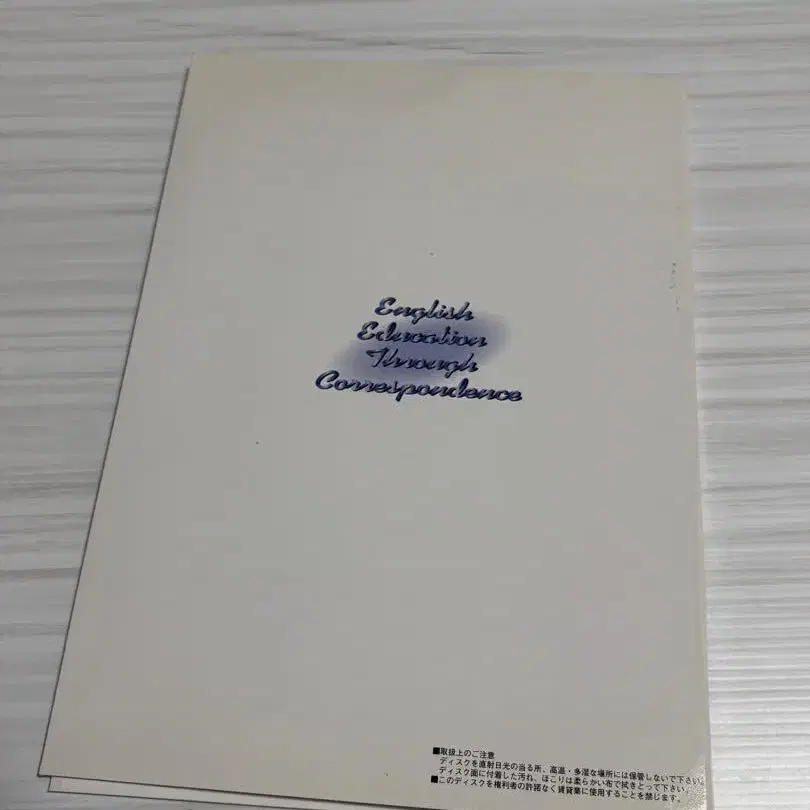 English
Education
Through
Correspondence
■取扱上のご注意
ディスクを直射日光の当る所、高温・多湿な場所には保管しないで下さい。
ディスク面に付着した汚れ、ほこりは柔らかい布で拭きとって下さい。
■このディスクを権利者の許諾なく賃貸業に使用することを禁じます。